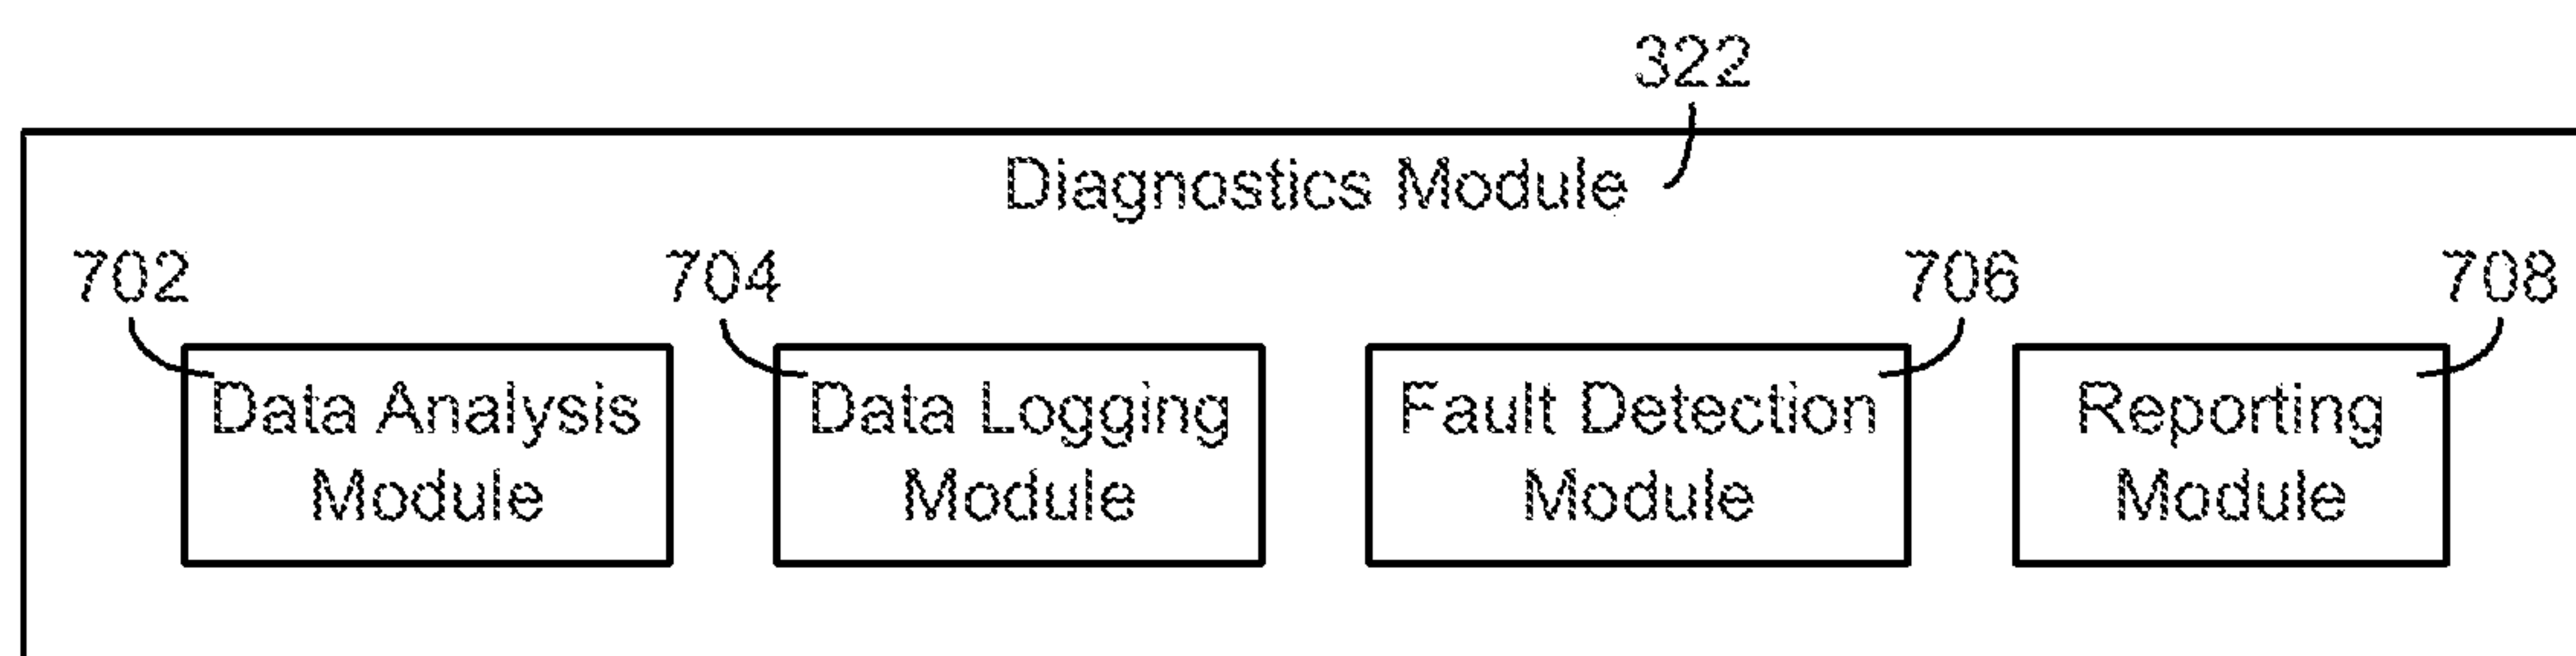 322
Diagnostics Module
702
704
706
708
Data Analysis
Module
Data Logging
Module
Fault Detection
Module
Reporting
Module